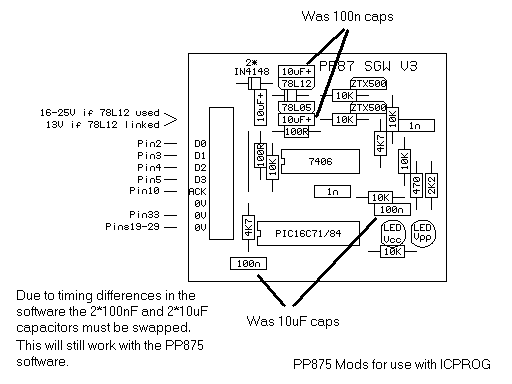 Was 100n caps
PP87 SGW V3
2*
IN4148
10uF+
78L12
ZTX500
10uF+
10K
78L05
ZTX500
10uF+
10K
10K
100R
1n
16-25V if 78L12 used
13V if 78L12 linked
Pin2 D0
Pin3 D1
Pin4 D2
Pin5 D3
Pin10 ACK
0V
Pin33 0V
Pins19-29 0V
100R
10K
7406
4K7
10K
470
2K2
1n
10K
100n
4K7
PIC16C71/84
LED
Vcc
LED
Vpp
10K
100n
Was 10uF caps
Due to timing differences in the
software the 2*100nF and 2*10uF
capacitors must be swapped.
This will still work with the PP875
software.
PP875 Mods for use with ICPROG